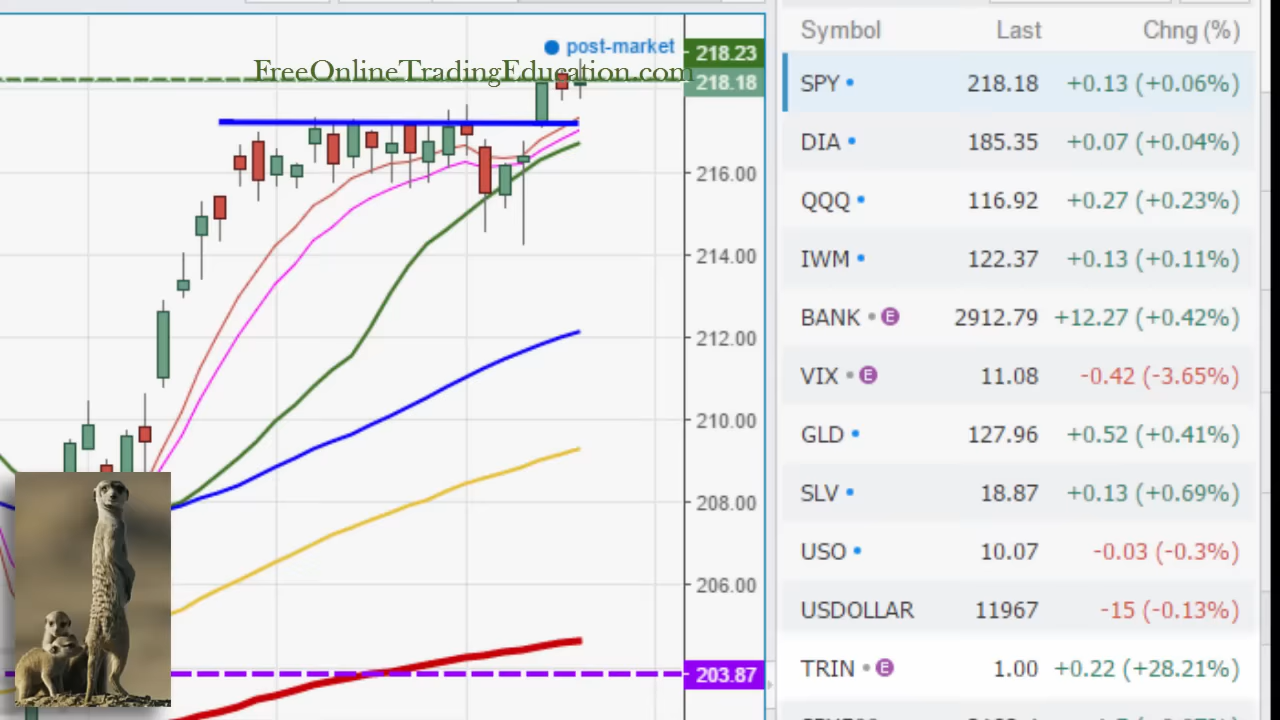 Symbol Last Chng (%)
post-market 218.23
FreeOnlineTradingEducation.com
218.18
SPY 218.18 +0.13 (+0.06%)
DIA 185.35 +0.07 (+0.04%)
216.00
QQQ 116.92 +0.27 (+0.23%)
214.00
IWM 122.37 +0.13 (+0.11%)
BANK E 2912.79 +12.27 (+0.42%)
212.00
VIX E 11.08 -0.42 (-3.65%)
210.00
GLD 127.96 +0.52 (+0.41%)
SLV 18.87 +0.13 (+0.69%)
208.00
USO 10.07 -0.03 (-0.3%)
206.00
USDOLLAR 11967 -15 (-0.13%)
203.87
TRIN E 1.00 +0.22 (+28.21%)